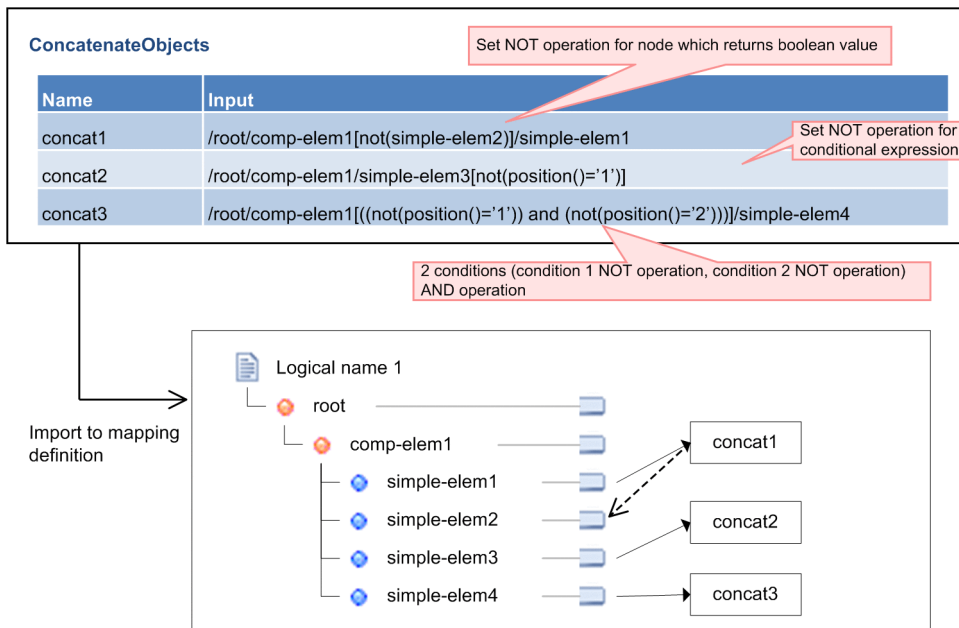 ConcatenateObjects
Set NOT operation for node which returns boolean value
Name Input
concat1 /root/comp-elem1[not(simple-elem2)]/simple-elem1
Set NOT operation for
conditional expression
concat2 /root/comp-elem1/simple-elem3[not(position()='1')]
concat3 /root/comp-elem1[((not(position()='1')) and (not(position()='2')))]/simple-elem4
2 conditions (condition 1 NOT operation, condition 2 NOT operation)
AND operation
Import to mapping
definition
Logical name 1
root
comp-elem1
concat1
simple-elem1
simple-elem2
concat2
simple-elem3
simple-elem4
concat3